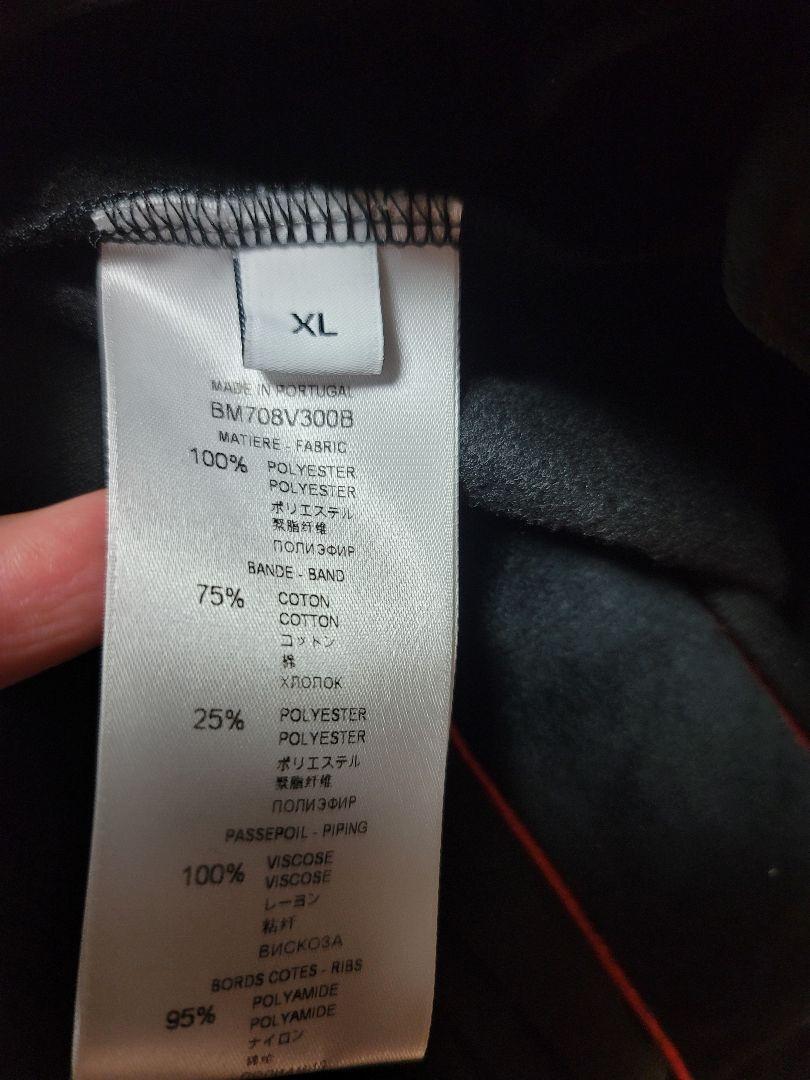 XL
MADE IN PORTUGAL
BM708V300B
MATIERE - FABRIC
100% POLYESTER
POLYESTER
ポリエステル
聚脂纤维
ПОЛИЭФИР
BANDE - BAND
75% COTON
COTTON
コットン
棉
ХЛОПОК
25% POLYESTER
POLYESTER
ポリエステル
聚脂纤维
ПОЛИЭФИР
PASSEPOIL - PIPING
100% VISCOSE
VISCOSE
レーヨン
粘纤
ВИСКОЗА
BORDS COTES - RIBS
95% POLYAMIDE
POLYAMIDE
ナイロン